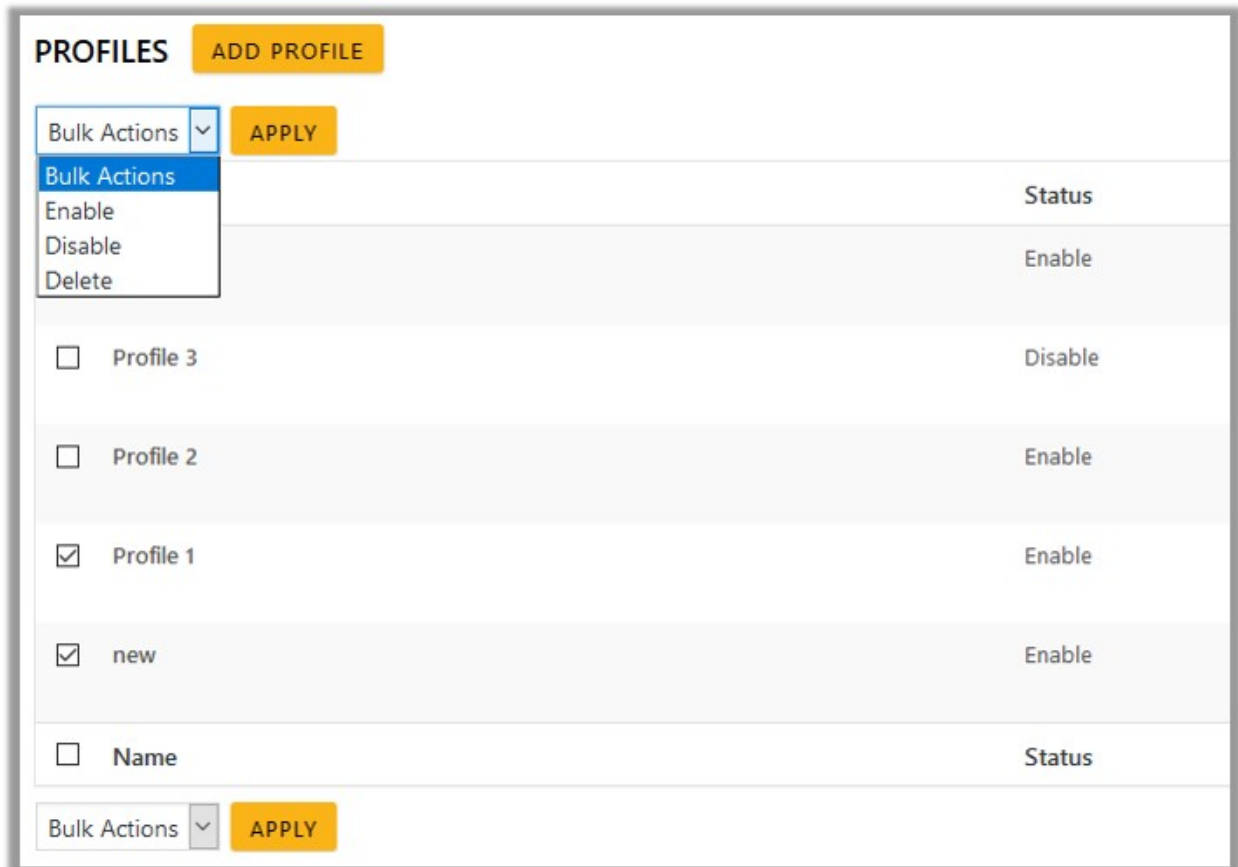 PROFILES ADD PROFILE
Bulk Actions APPLY
Bulk Actions
Enable
Disable
Delete
Status
Enable
Profile 3 Disable
Profile 2 Enable
Profile 1 Enable
new Enable
Name Status
Bulk Actions APPLY